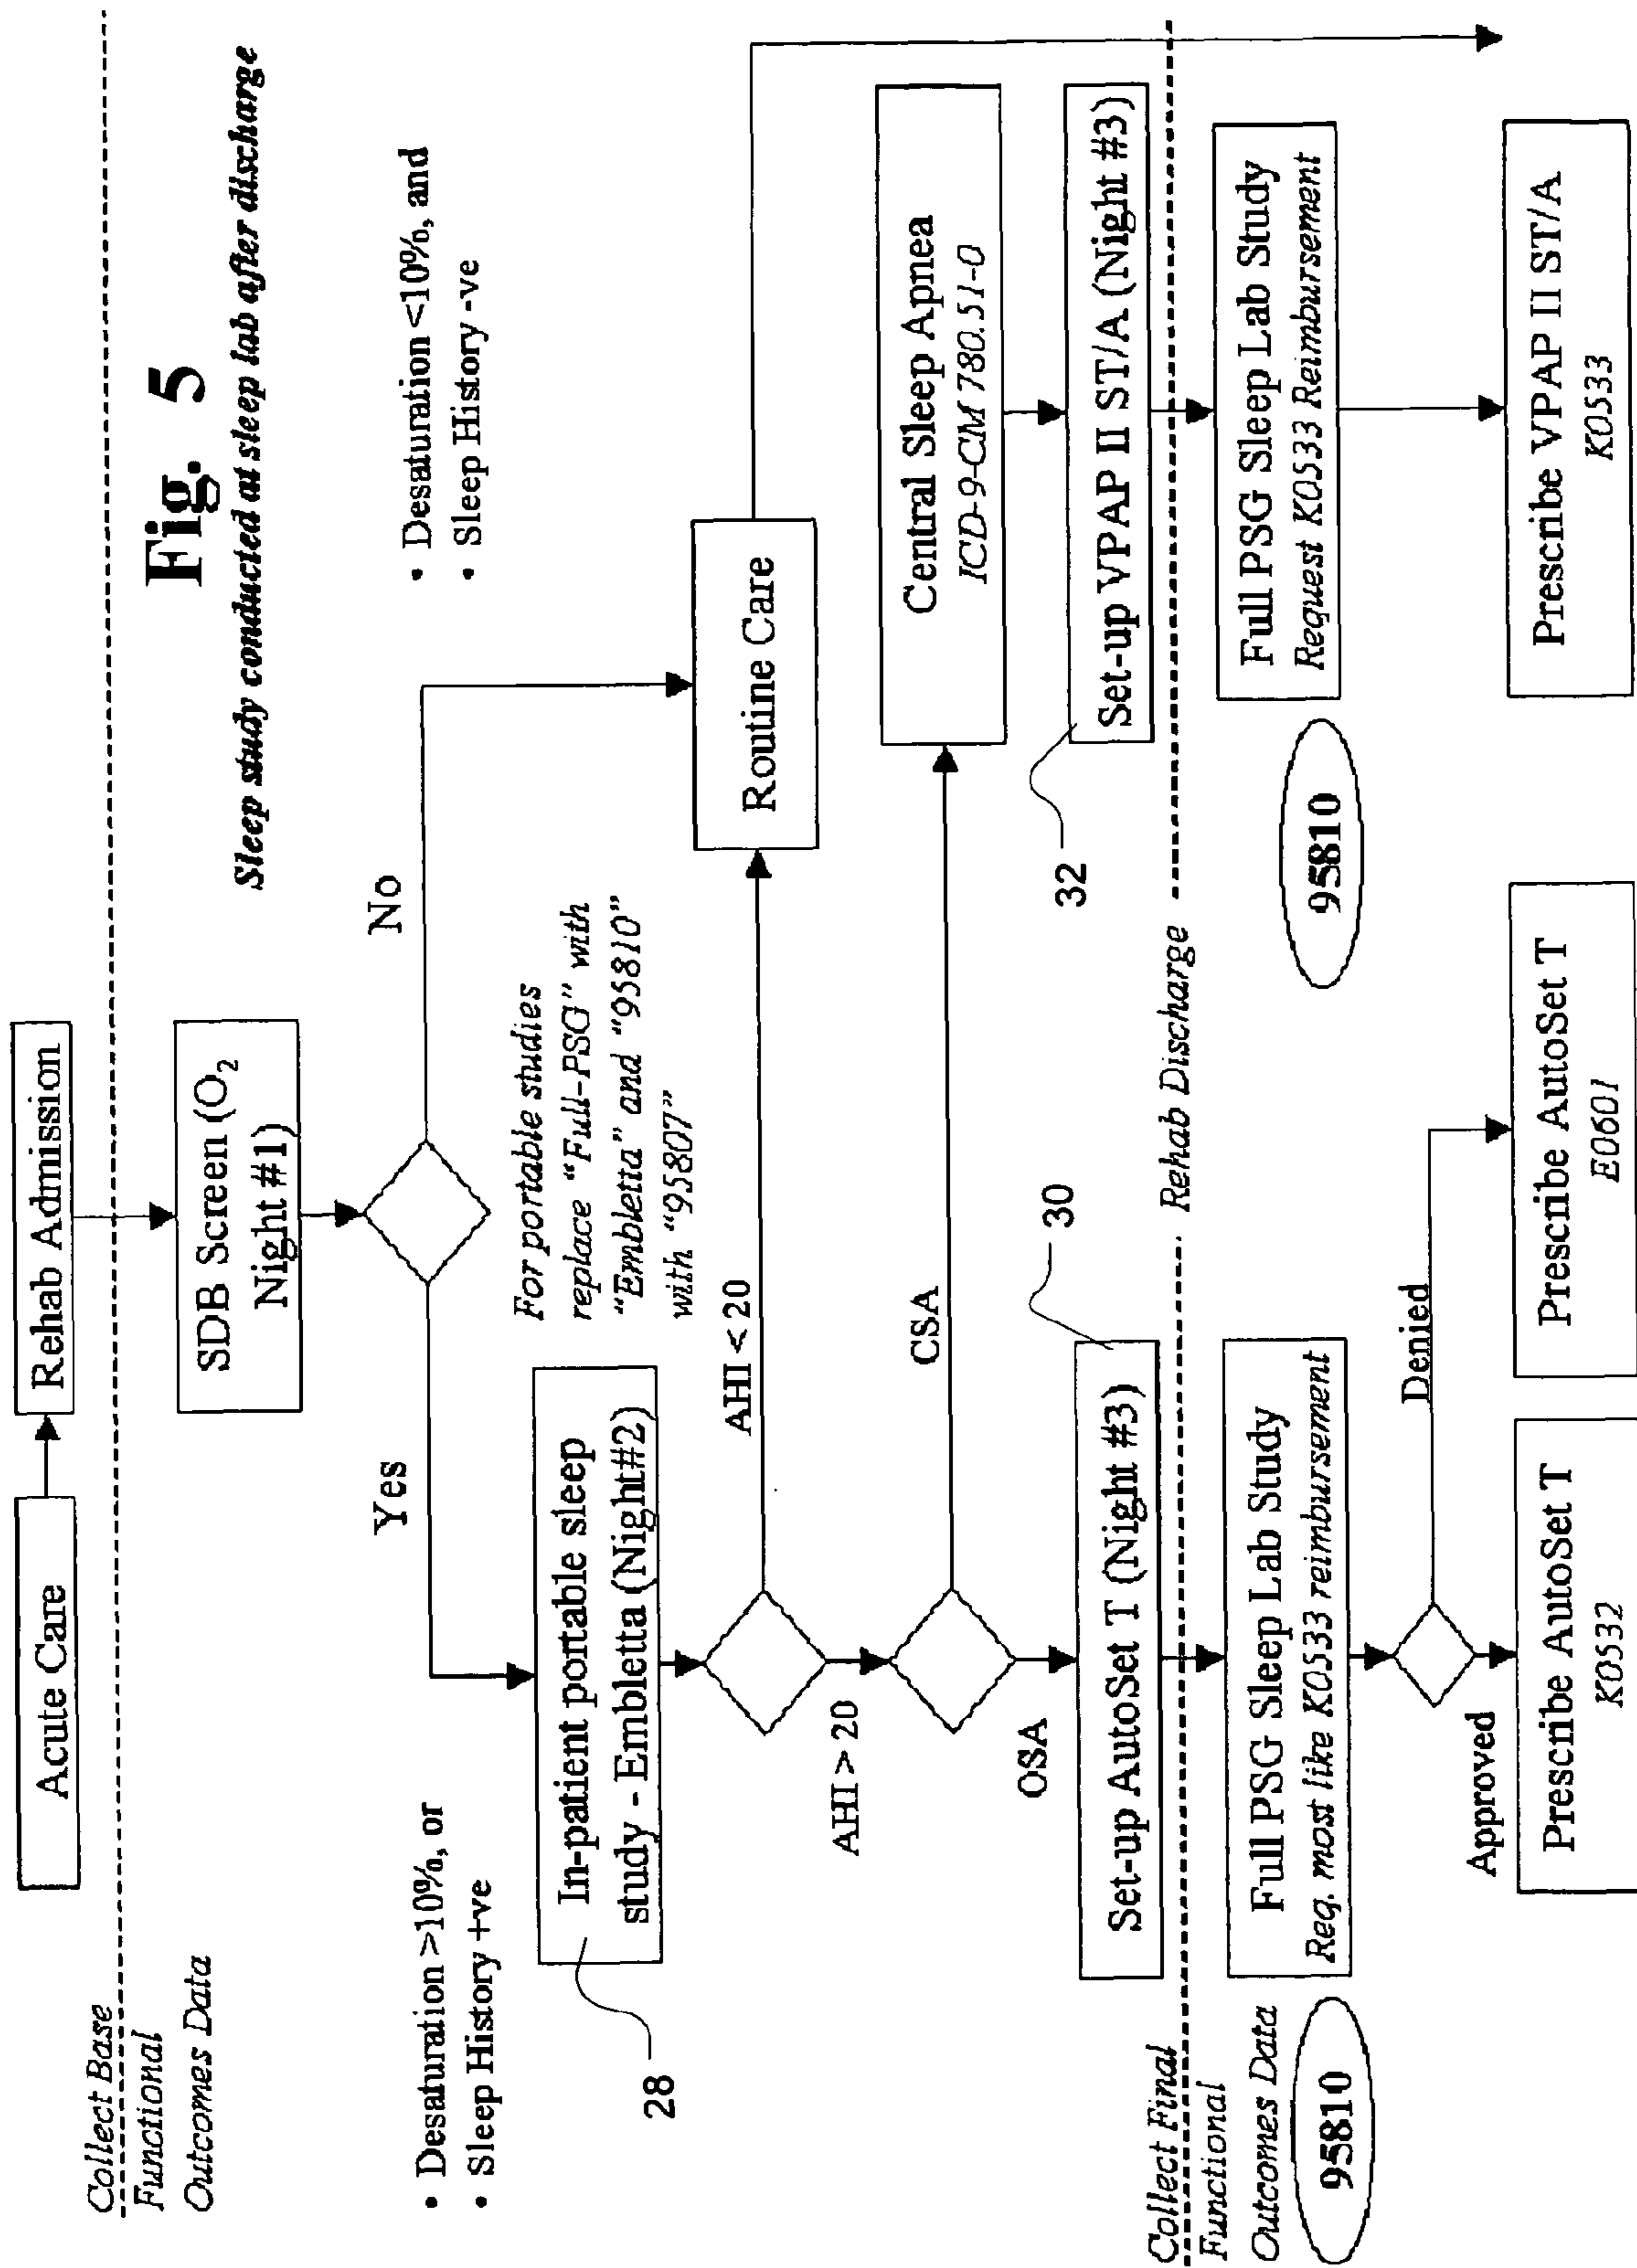 Fig. 5
Sleep study conducted at sleep lab after discharge
Acute Care
Rehab Admission
Collect Base
Functional
Outcomes Data
SDB Screen (O₂
Night #1)
Yes
No
• Desaturation >10%, or
• Sleep History +ve
• Desaturation <10%, and
• Sleep History -ve
In-patient portable sleep
study - Embletta (Night#2)
28
For portable studies
replace "Full-PSG" with
"Embletta" and "95810"
with "95807"
Routine Care
AHI < 20
AHI > 20
CSA
Central Sleep Apnea
ICD-9-CM 780.51-0
OSA
Set-up AutoSet T (Night #3)
30
Set-up VPAP II ST/A (Night #3)
32
Collect Final
Functional
Outcomes Data
Rehab Discharge
95810
Full PSG Sleep Lab Study
Req. most like K0533 reimbursement
95810
Full PSG Sleep Lab Study
Request K0533 Reimbursement
Approved
Denied
Prescribe AutoSet T
K0532
Prescribe AutoSet T
E0601
Prescribe VPAP II ST/A
K0533